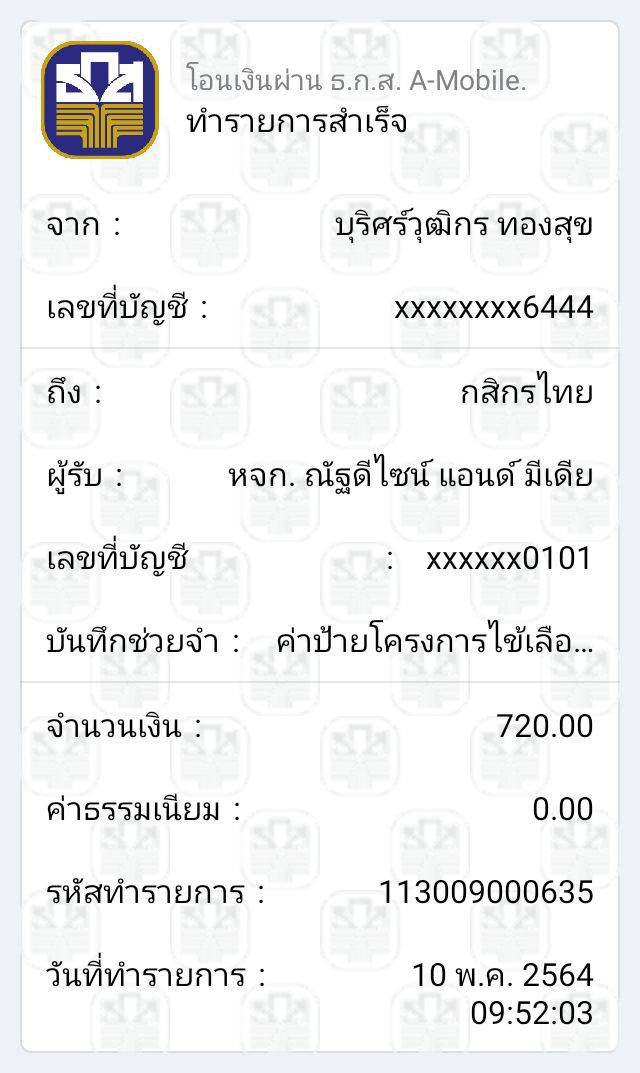 ธกส
โอนเงินผ่าน ธ.ก.ส. A-Mobile.
ทำรายการสำเร็จ
จาก : บุริศร์วุฒิกร ทองสุข
เลขที่บัญชี : xxxxxxxx6444
ถึง : กสิกรไทย
ผู้รับ : หจก. ณัฐดีไซน์ แอนด์ มีเดีย
เลขที่บัญชี : xxxxxx0101
บันทึกช่วยจำ : ค่าป้ายโครงการไข้เลือ...
จำนวนเงิน : 720.00
ค่าธรรมเนียม : 0.00
รหัสทำรายการ : 113009000635
วันที่ทำรายการ : 10 พ.ค. 2564
09:52:03